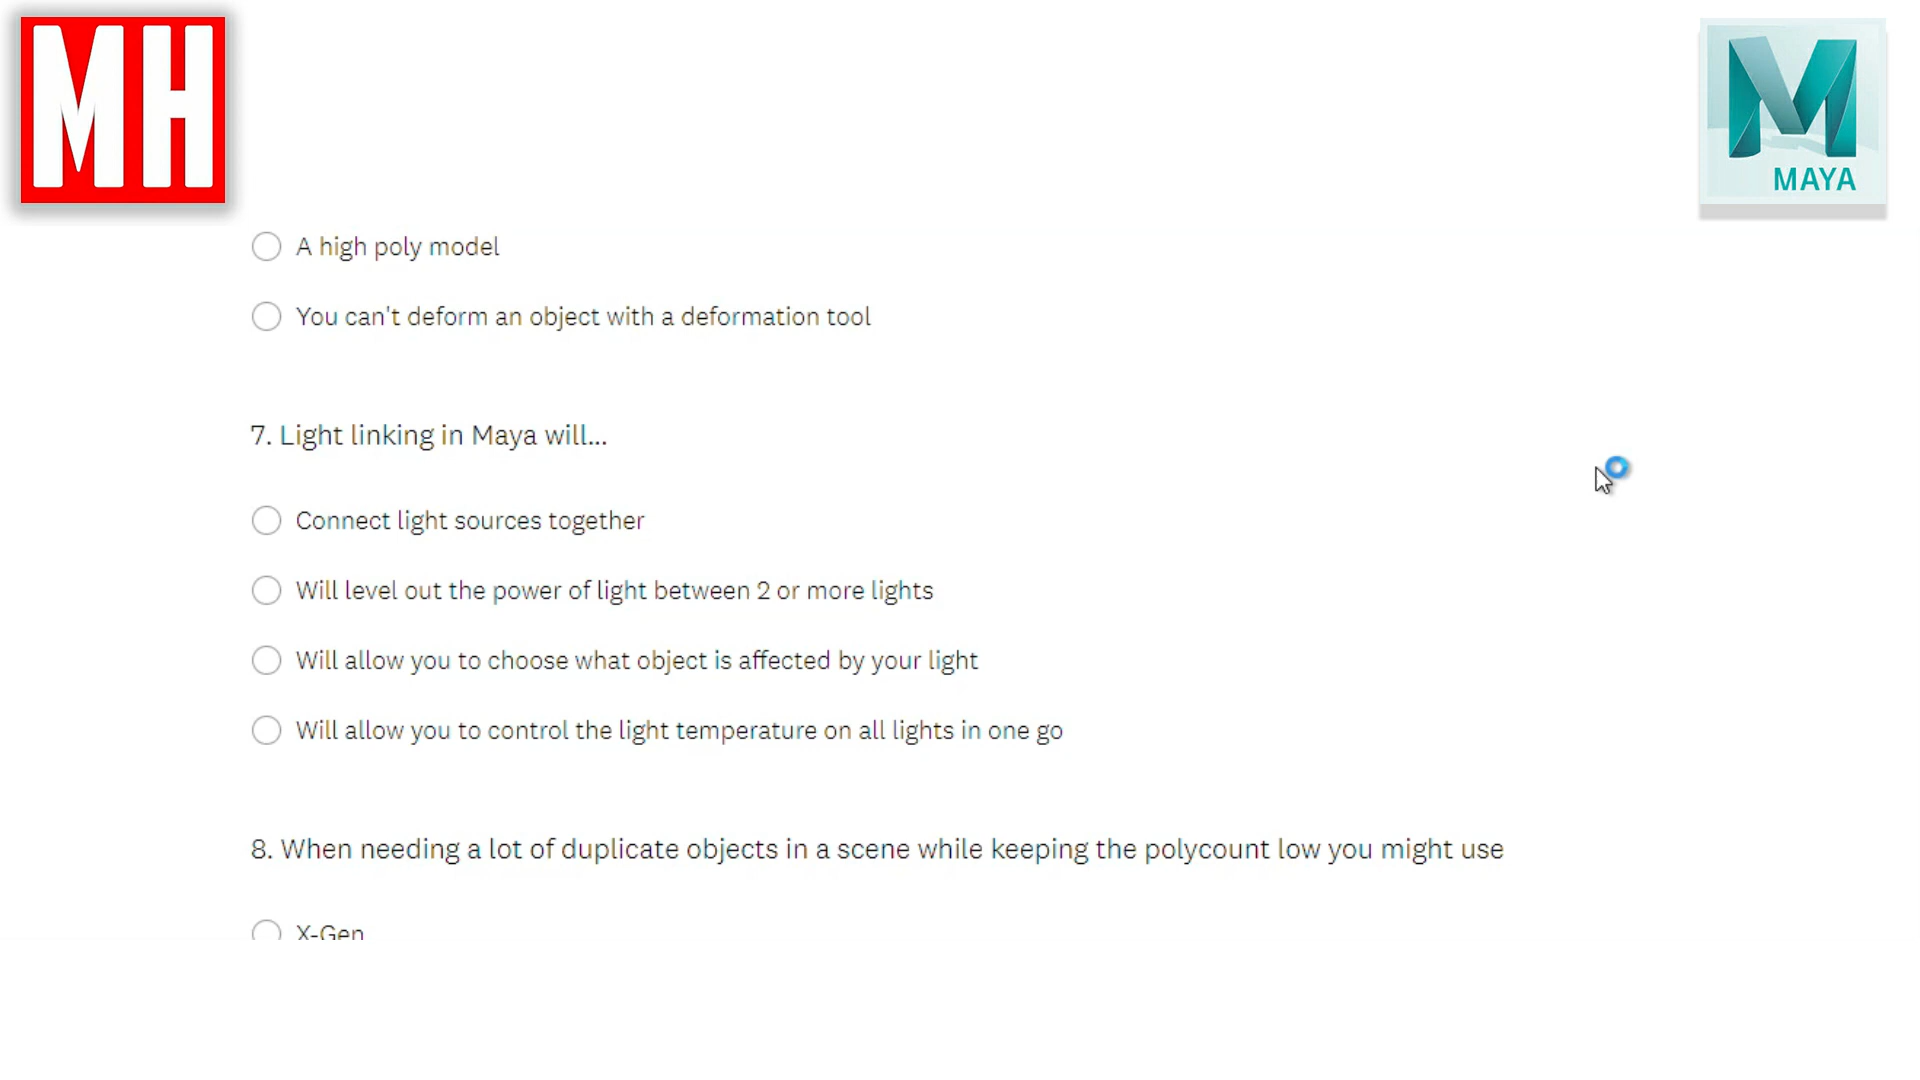 MH
MAYA
A high poly model
You can't deform an object with a deformation tool
7. Light linking in Maya will...
Connect light sources together
Will level out the power of light between 2 or more lights
Will allow you to choose what object is affected by your light
Will allow you to control the light temperature on all lights in one go
8. When needing a lot of duplicate objects in a scene while keeping the polycount low you might use
X-Gen